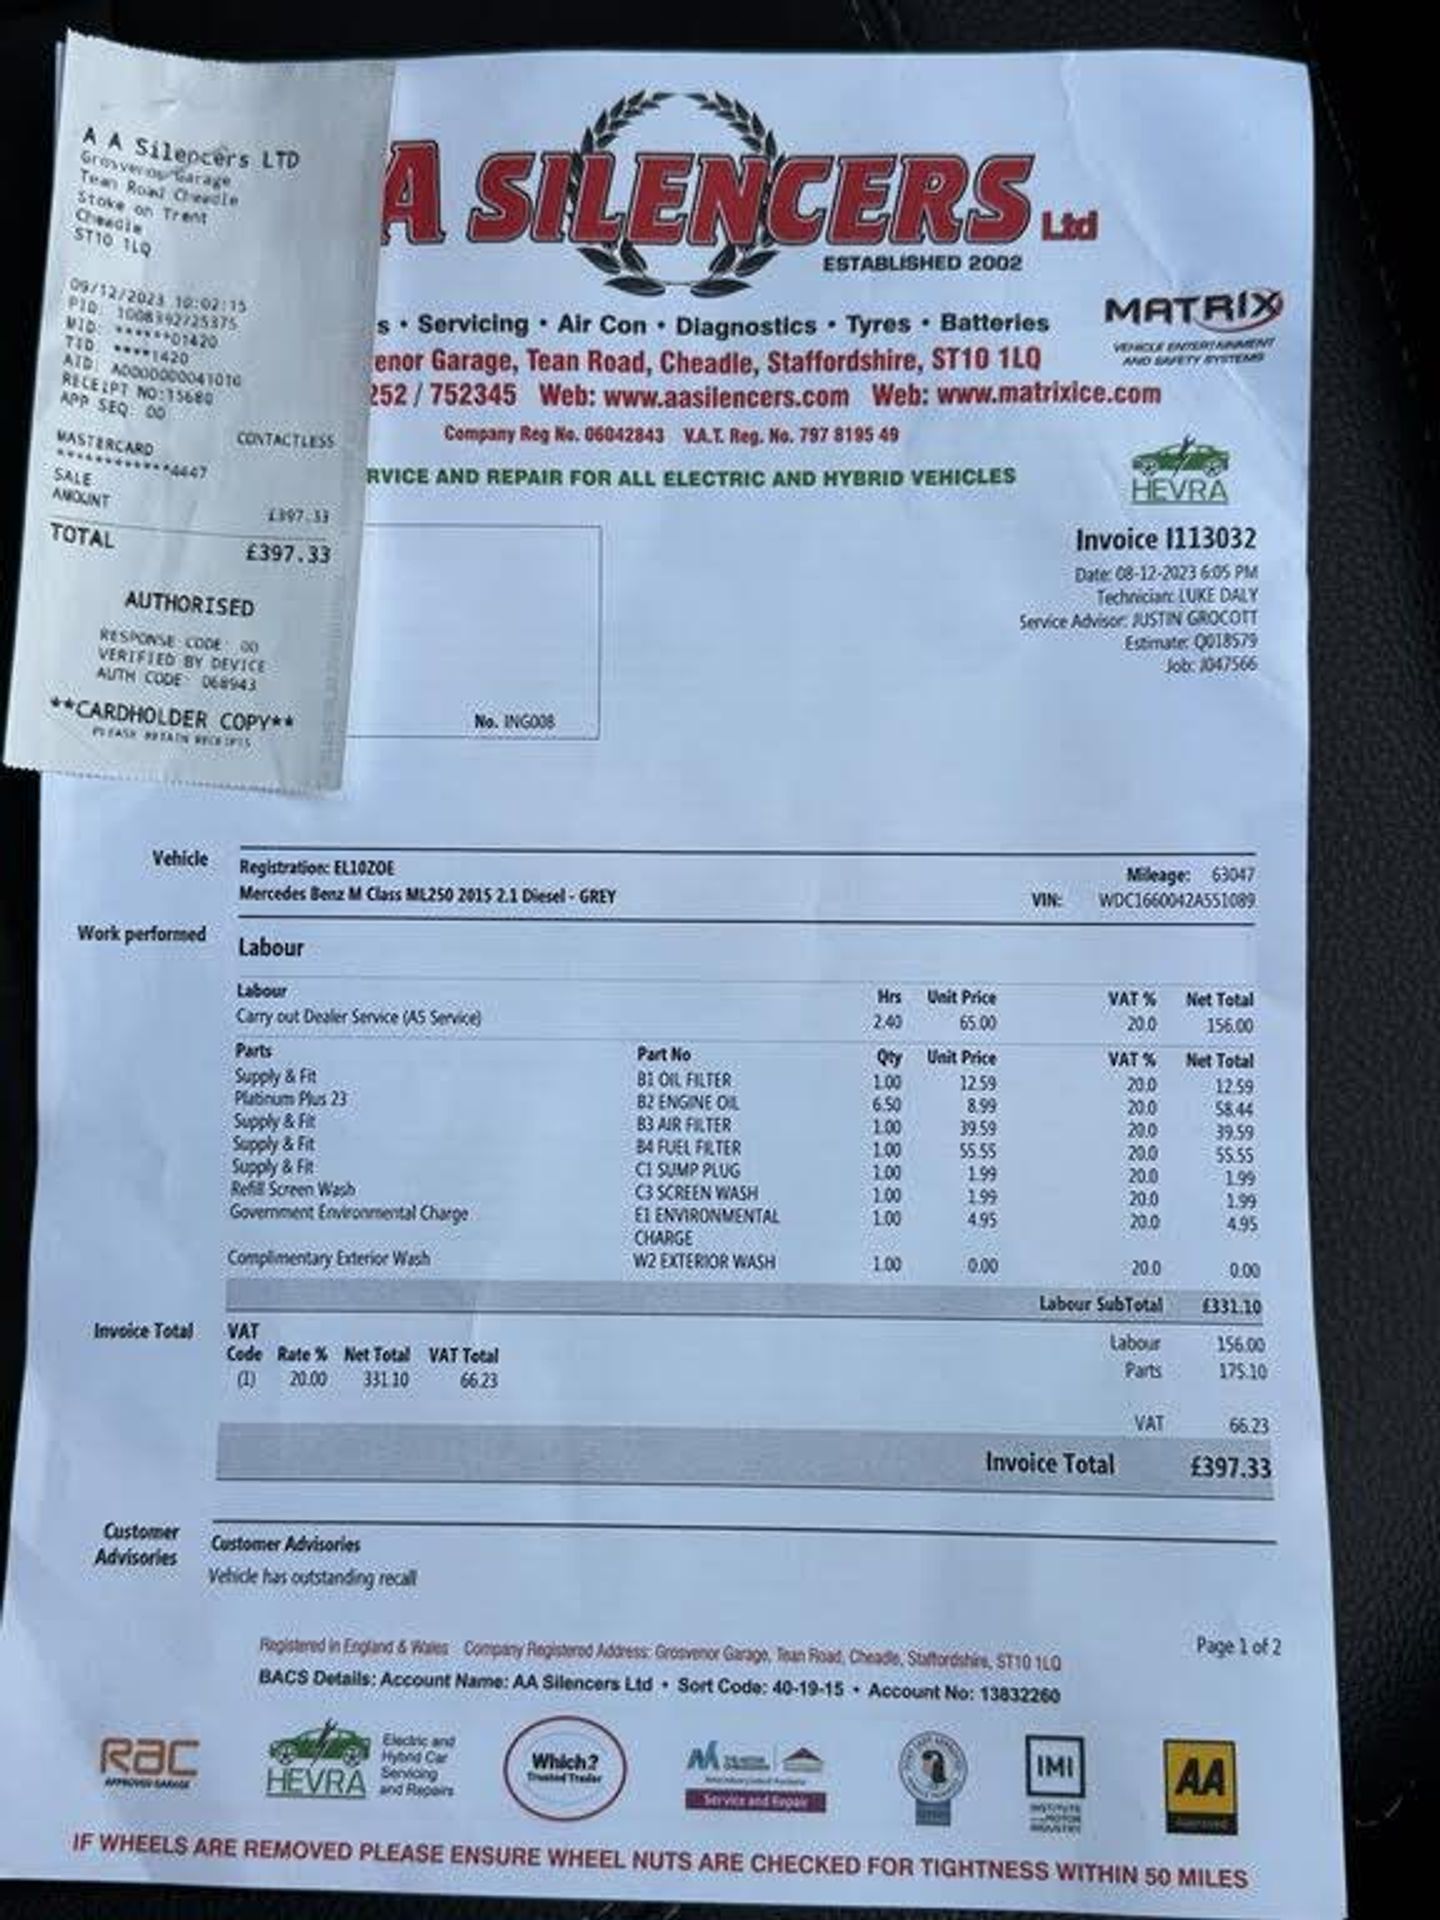 A A Silencers LTD
Grosvenor Garage
Tean Road Cheadle
Stoke on Trent
Cheadle
ST10 1LQ
09/12/2023 10:02:15
PID: 1008392725375
MID: ******01420
TID: ****1420
AID: A0000000041010
RECEIPT NO:15680
APP SEQ: 00
MASTERCARD CONTACTLESS
************4447
SALE
AMOUNT £397.33
TOTAL £397.33
AUTHORISED
RESPONSE CODE: 00
VERIFIED BY DEVICE
AUTH CODE: 068943
**CARDHOLDER COPY**
PLEASE RETAIN RECEIPTS
A SILENCERS Ltd
ESTABLISHED 2002
s • Servicing • Air Con • Diagnostics • Tyres • Batteries
enor Garage, Tean Road, Cheadle, Staffordshire, ST10 1LQ
252 / 752345 Web: www.aasilencers.com Web: www.matrixice.com
Company Reg No. 06042843 V.A.T. Reg. No. 797 8195 49
RVICE AND REPAIR FOR ALL ELECTRIC AND HYBRID VEHICLES
MATRIX
VEHICLE ENTERTAINMENT
AND SAFETY SYSTEMS
HEVRA
Invoice I113032
Date: 08-12-2023 6:05 PM
Technician: LUKE DALY
Service Advisor: JUSTIN GROCOTT
Estimate: Q018579
Job: J047566
No. ING008
Vehicle Registration: EL10ZOE Mileage: 63047
Mercedes Benz M Class ML250 2015 2.1 Diesel - GREY VIN: WDC1660042A551089
Work performed Labour
Labour Hrs Unit Price VAT % Net Total
Carry out Dealer Service (A5 Service) 2.40 65.00 20.0 156.00
Parts Part No Qty Unit Price VAT % Net Total
Supply & Fit B1 OIL FILTER 1.00 12.59 20.0 12.59
Platinum Plus 23 B2 ENGINE OIL 6.50 8.99 20.0 58.44
Supply & Fit B3 AIR FILTER 1.00 39.59 20.0 39.59
Supply & Fit B4 FUEL FILTER 1.00 55.55 20.0 55.55
Supply & Fit C1 SUMP PLUG 1.00 1.99 20.0 1.99
Refill Screen Wash C3 SCREEN WASH 1.00 1.99 20.0 1.99
Government Environmental Charge E1 ENVIRONMENTAL 1.00 4.95 20.0 4.95
CHARGE
Complimentary Exterior Wash W2 EXTERIOR WASH 1.00 0.00 20.0 0.00
Labour SubTotal £331.10
Invoice Total VAT Labour 156.00
Code Rate % Net Total VAT Total Parts 175.10
(1) 20.00 331.10 66.23
VAT 66.23
Invoice Total £397.33
Customer Advisories
Customer Advisories
Vehicle has outstanding recall
Registered in England & Wales Company Registered Address: Grosvenor Garage, Tean Road, Cheadle, Staffordshire, ST10 1LQ
Page 1 of 2
BACS Details: Account Name: AA Silencers Ltd • Sort Code: 40-19-15 • Account No: 13832260
RAC
APPROVED GARAGE
HEVRA
Electric and
Hybrid Car
Servicing
and Repairs
Which?
Trusted Trader
Service and Repair
IMI
INSTITUTE
MOTOR
INDUSTRY
AA
IF WHEELS ARE REMOVED PLEASE ENSURE WHEEL NUTS ARE CHECKED FOR TIGHTNESS WITHIN 50 MILES